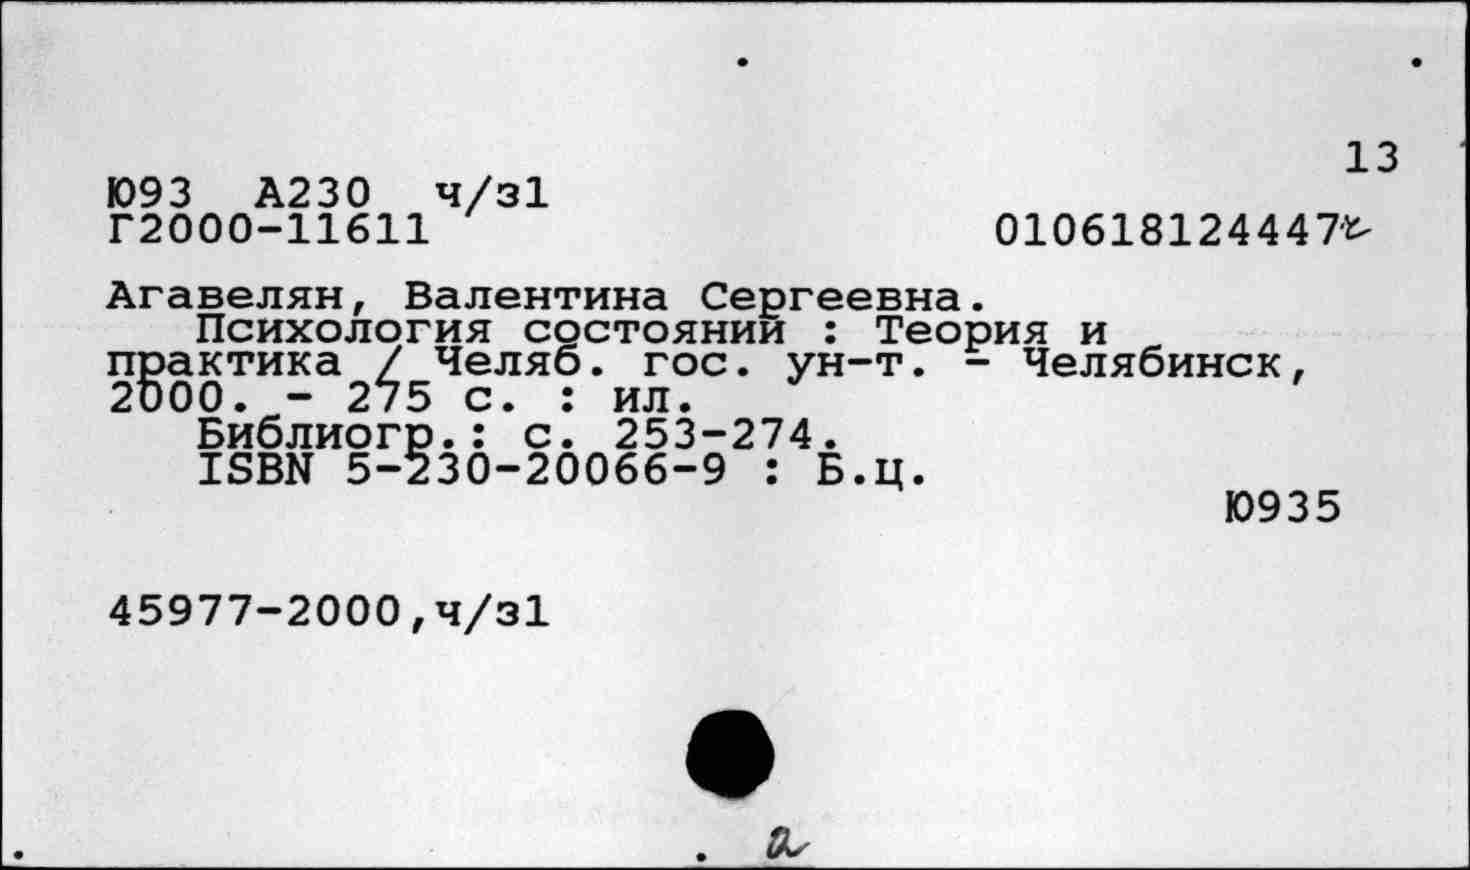 13
Ю93 А230 ч/з1
Г2000-11611 010618124447
Агавелян, Валентина Сергеевна.
Психология состояний : Теория и
практика / Челяб. гос. ун-т. - Челябинск,
2000. - 275 с. : ил.
Библиогр.: с. 253-274.
ISBN 5-230-20066-9 : Б.ц.
Ю935
45977-2000,ч/з1
а